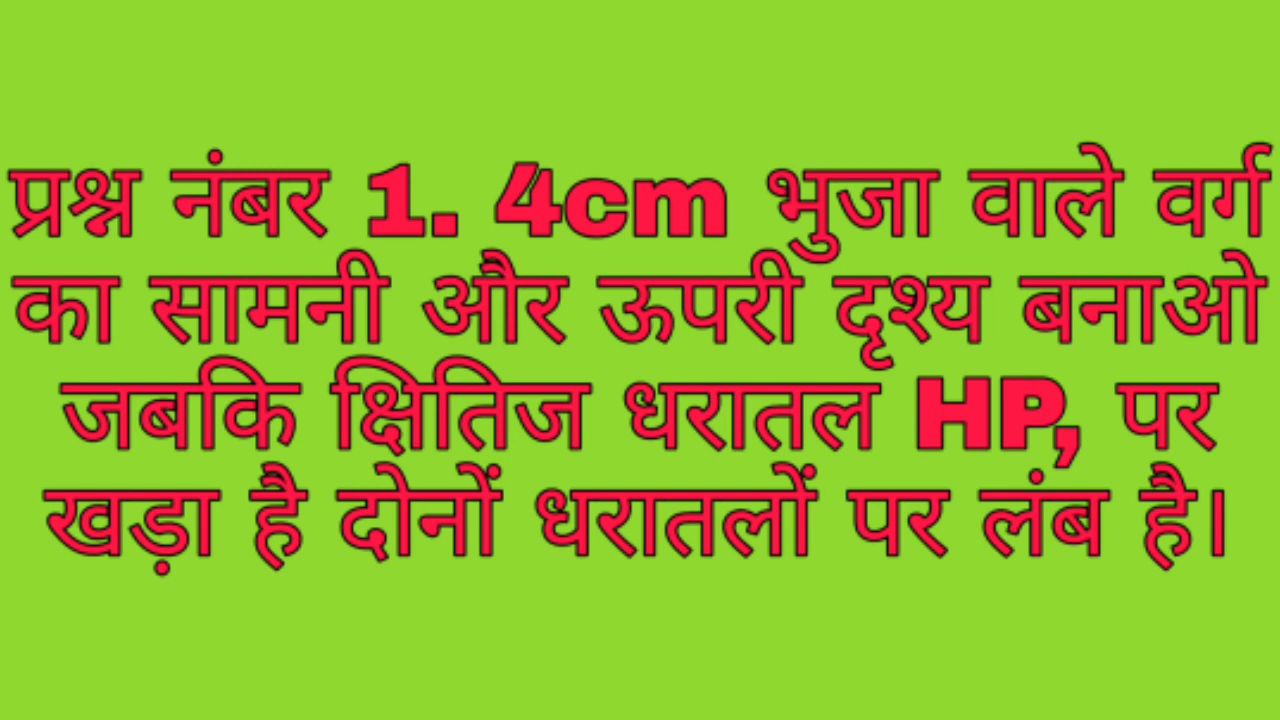 प्रश्न नंबर 1. 4cm भुजा वाले वर्ग
का सामनी और ऊपरी दृश्य बनाओ
जबकि क्षितिज धरातल HP, पर
खड़ा है दोनों धरातलों पर लंब है।